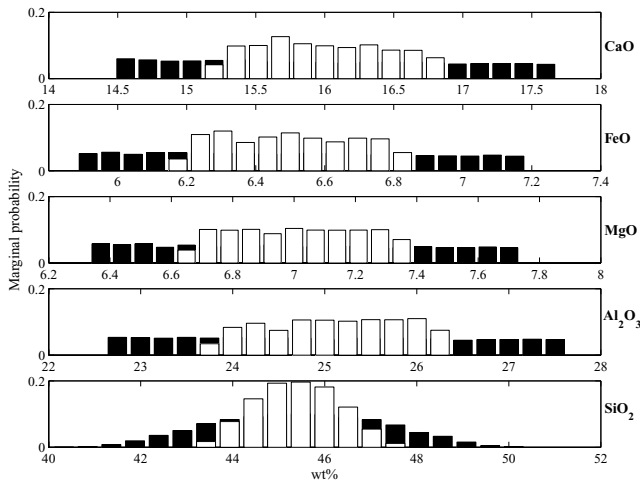 0.2
0
14 14.5 15 15.5 16 16.5 17 17.5 18
CaO
0.2
0
6 6.2 6.4 6.6 6.8 7 7.2 7.4
FeO
0.2
0
6.2 6.4 6.6 6.8 7 7.2 7.4 7.6 7.8 8
MgO
0.2
0
22 23 24 25 26 27 28
Al₂O₃
0.2
0
40 42 44 46 48 50 52
SiO₂
Marginal probability
wt%